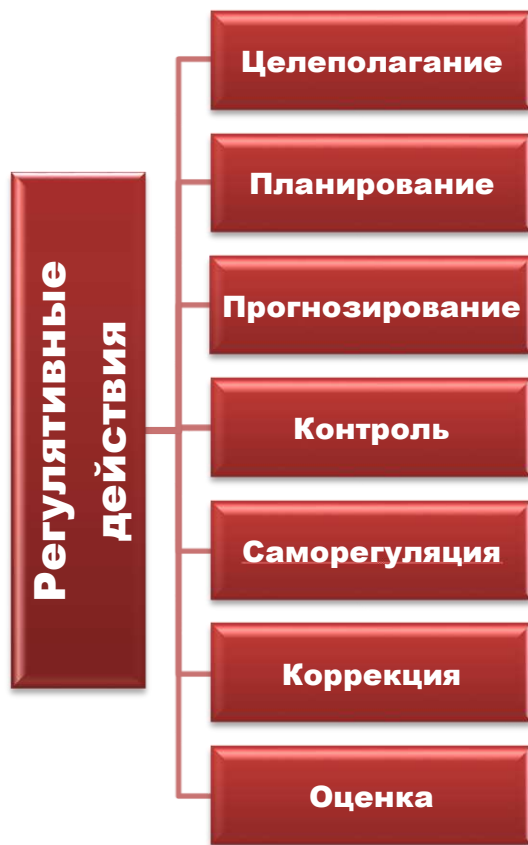 Регулятивные
действия
Целеполагание
Планирование
Прогнозирование
Контроль
Саморегуляция
Коррекция
Оценка